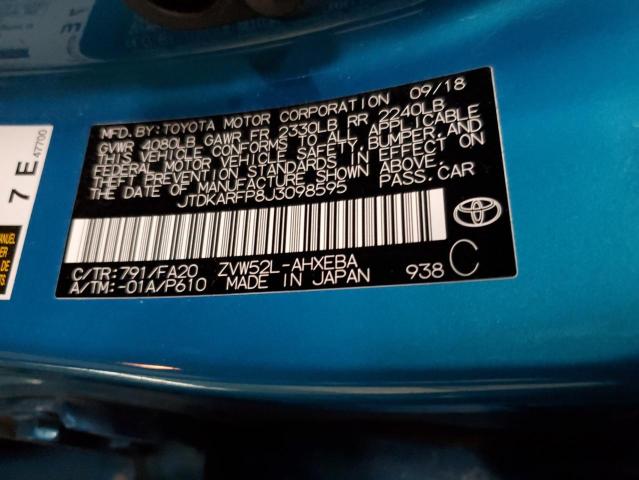 MFD. BY: TOYOTA MOTOR CORPORATION 09/18
GVWR 4080LB GAWR FR 2330LB RR 2240LB
THIS VEHICLE CONFORMS TO ALL APPLICABLE
FEDERAL MOTOR VEHICLE SAFETY, BUMPER, AND
THEFT PREVENTION STANDARDS IN EFFECT ON
THE DATE OF MANUFACTURE SHOWN ABOVE.
JTDKARFP8J3098595 PASS. CAR
C/TR: 791/FA20 ZVW52L-AHXEBA
A/TM: -01A/P610 MADE IN JAPAN 938 C
7 E
47700